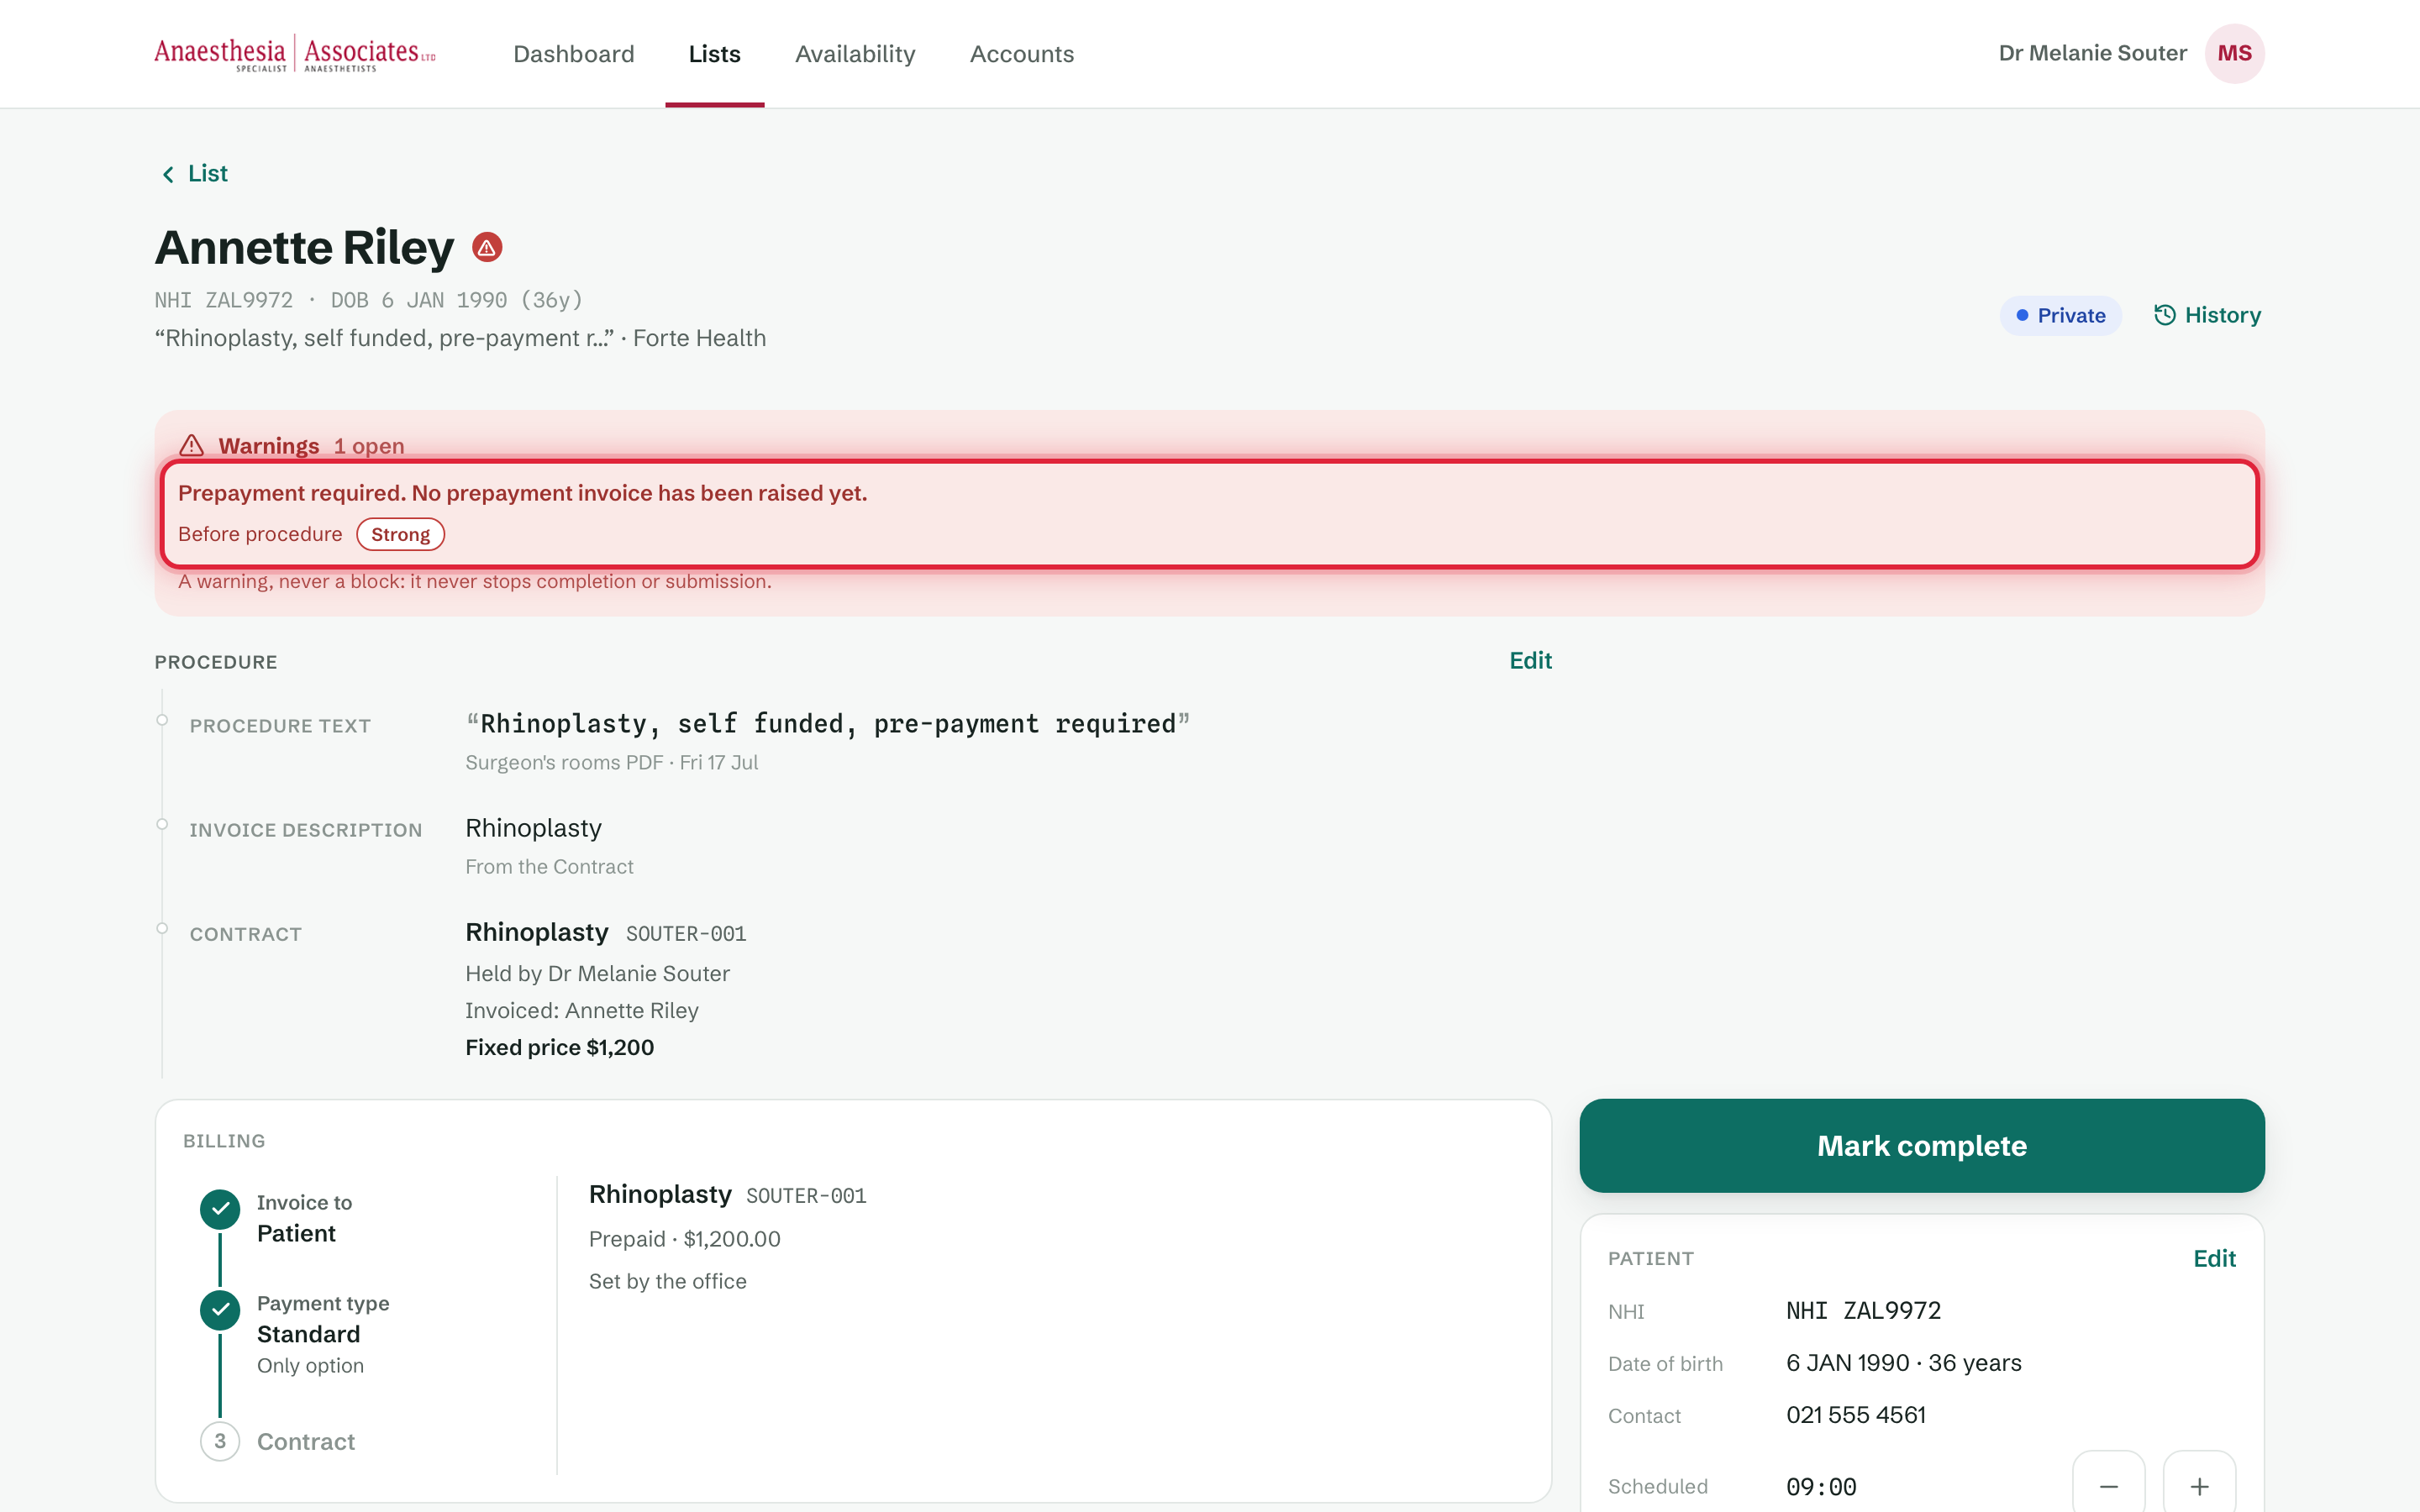 Anaesthesia Associates LTD
SPECIALIST ANAESTHETISTS
Dashboard
Lists
Availability
Accounts
Dr Melanie Souter
MS
List
Annette Riley
NHI ZAL9972 · DOB 6 JAN 1990 (36y)
“Rhinoplasty, self funded, pre-payment r...” · Forte Health
Private
History
Warnings 1 open
Prepayment required. No prepayment invoice has been raised yet.
Before procedure Strong
A warning, never a block: it never stops completion or submission.
PROCEDURE
Edit
PROCEDURE TEXT
“Rhinoplasty, self funded, pre-payment required”
Surgeon's rooms PDF · Fri 17 Jul
INVOICE DESCRIPTION
Rhinoplasty
From the Contract
CONTRACT
Rhinoplasty SOUTER-001
Held by Dr Melanie Souter
Invoiced: Annette Riley
Fixed price $1,200
BILLING
Invoice to
Patient
Payment type
Standard
Only option
3 Contract
Rhinoplasty SOUTER-001
Prepaid · $1,200.00
Set by the office
Mark complete
PATIENT
Edit
NHI
NHI ZAL9972
Date of birth
6 JAN 1990 · 36 years
Contact
021 555 4561
Scheduled
09:00